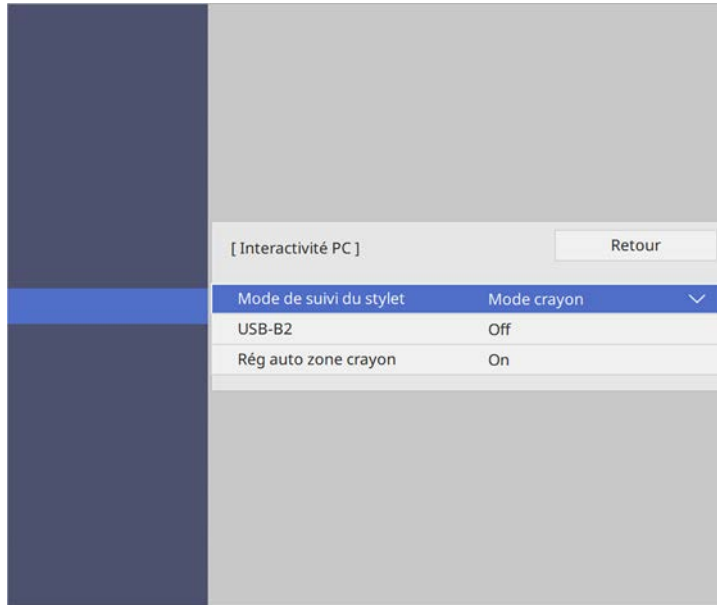 [ Interactivité PC ] Retour
Mode de suivi du stylet Mode crayon
USB-B2 Off
Rég auto zone crayon On